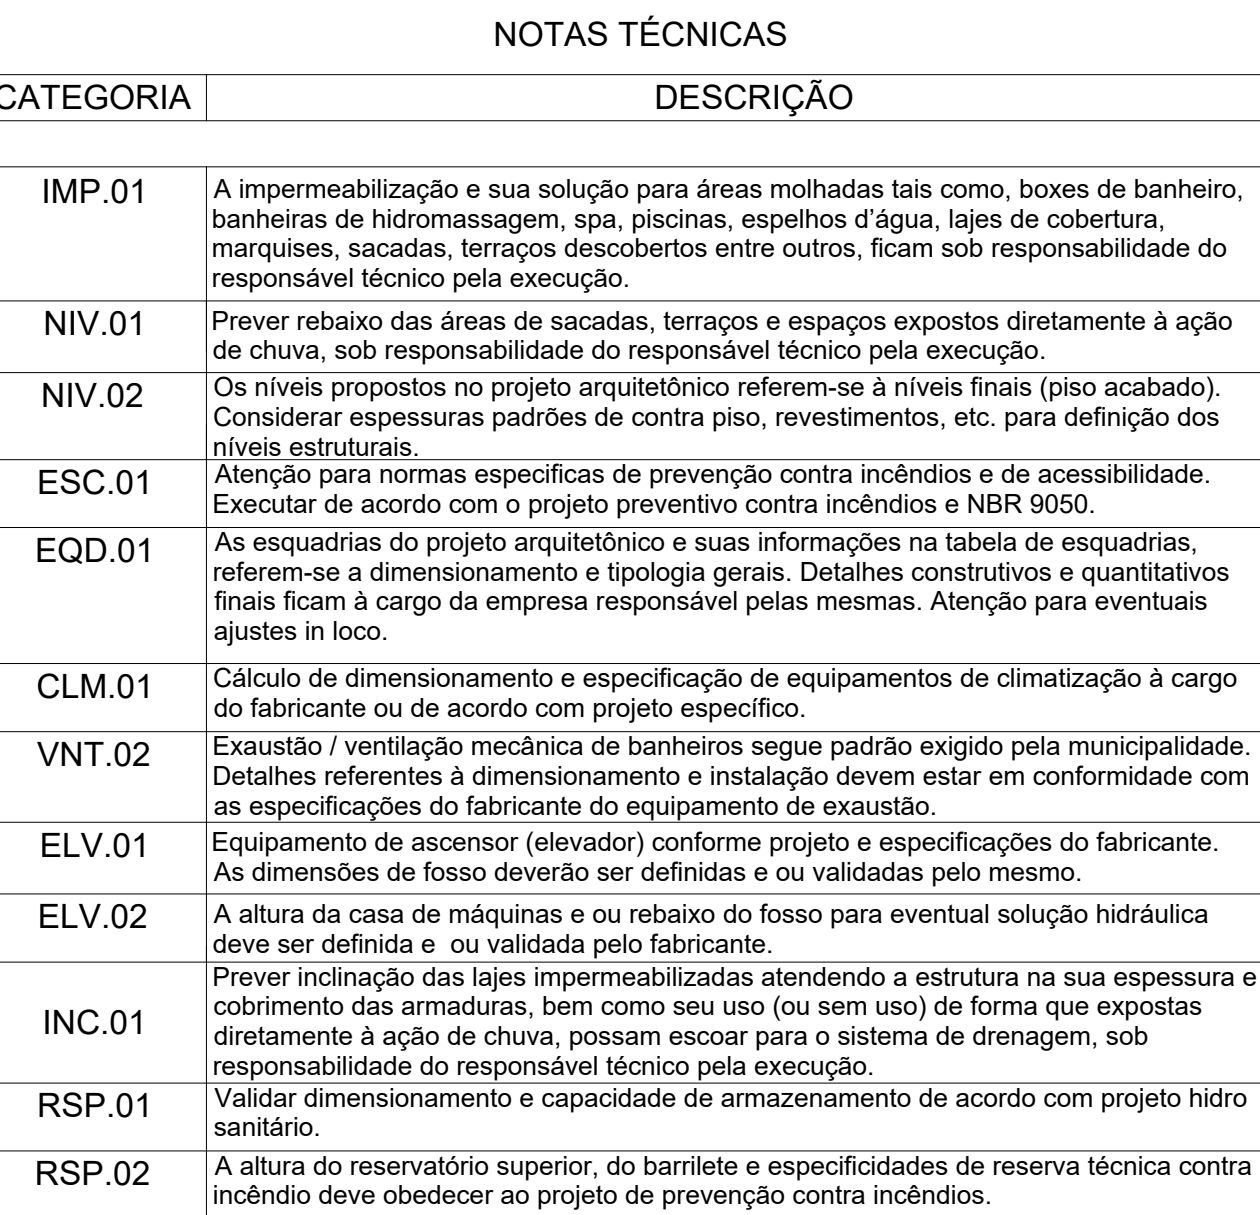 NOTAS TÉCNICAS
CATEGORIA DESCRIÇÃO
IMP.01 A impermeabilização e sua solução para áreas molhadas tais como, boxes de banheiro,
banheiras de hidromassagem, spa, piscinas, espelhos d’água, lajes de cobertura,
marquises, sacadas, terraços descobertos entre outros, ficam sob responsabilidade do
responsável técnico pela execução.
NIV.01 Prever rebaixo das áreas de sacadas, terraços e espaços expostos diretamente à ação
de chuva, sob responsabilidade do responsável técnico pela execução.
NIV.02 Os níveis propostos no projeto arquitetônico referem-se à níveis finais (piso acabado).
Considerar espessuras padrões de contra piso, revestimentos, etc. para definição dos
níveis estruturais.
ESC.01 Atenção para normas especificas de prevenção contra incêndios e de acessibilidade.
Executar de acordo com o projeto preventivo contra incêndios e NBR 9050.
EQD.01 As esquadrias do projeto arquitetônico e suas informações na tabela de esquadrias,
referem-se a dimensionamento e tipologia gerais. Detalhes construtivos e quantitativos
finais ficam à cargo da empresa responsável pelas mesmas. Atenção para eventuais
ajustes in loco.
CLM.01 Cálculo de dimensionamento e especificação de equipamentos de climatização à cargo
do fabricante ou de acordo com projeto específico.
VNT.02 Exaustão / ventilação mecânica de banheiros segue padrão exigido pela municipalidade.
Detalhes referentes à dimensionamento e instalação devem estar em conformidade com
as especificações do fabricante do equipamento de exaustão.
ELV.01 Equipamento de ascensor (elevador) conforme projeto e especificações do fabricante.
As dimensões de fosso deverão ser definidas e ou validadas pelo mesmo.
ELV.02 A altura da casa de máquinas e ou rebaixo do fosso para eventual solução hidráulica
deve ser definida e  ou validada pelo fabricante.
INC.01 Prever inclinação das lajes impermeabilizadas atendendo a estrutura na sua espessura e
cobrimento das armaduras, bem como seu uso (ou sem uso) de forma que expostas
diretamente à ação de chuva, possam escoar para o sistema de drenagem, sob
responsabilidade do responsável técnico pela execução.
RSP.01 Validar dimensionamento e capacidade de armazenamento de acordo com projeto hidro
sanitário.
RSP.02 A altura do reservatório superior, do barrilete e especificidades de reserva técnica contra
incêndio deve obedecer ao projeto de prevenção contra incêndios.